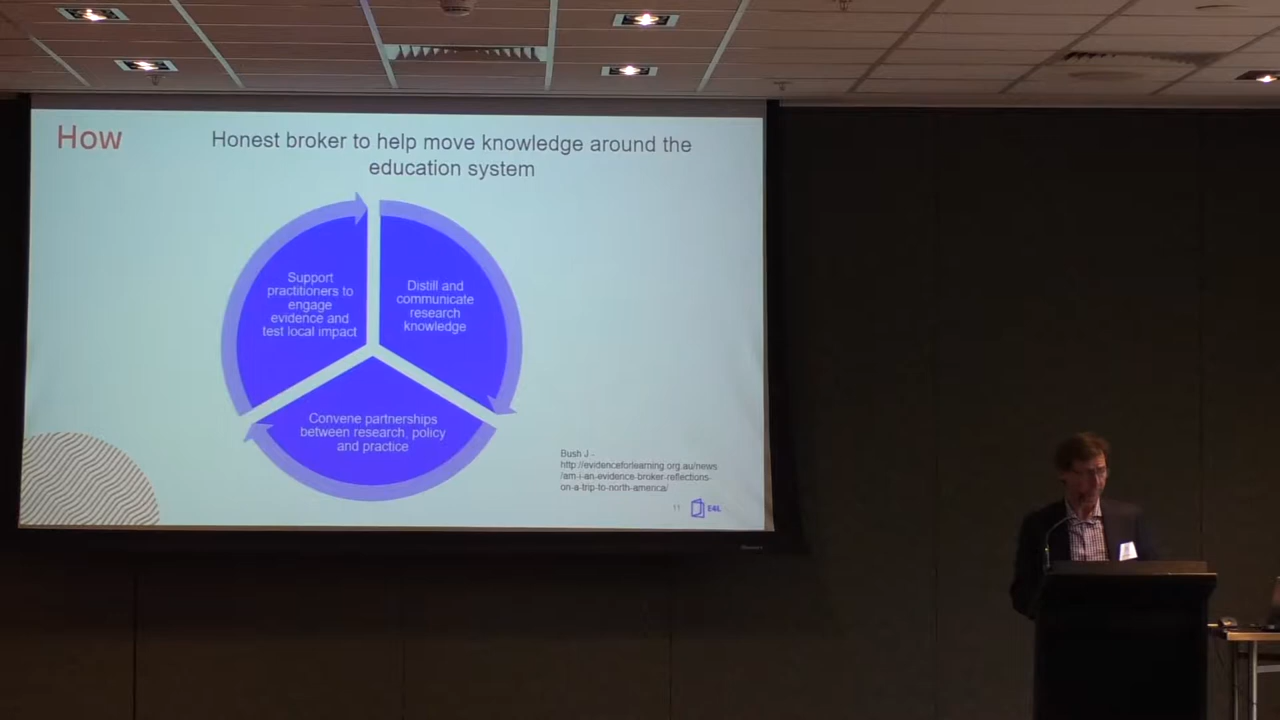 How
Honest broker to help move knowledge around the
education system
Support
practitioners to
engage
evidence and
test local impact
Distill and
communicate
research
knowledge
Convene partnerships
between research, policy
and practice
Bush J -
http://evidenceforlearning.org.au/news
/am-i-an-evidence-broker-reflections-
on-a-trip-to-north-america/
11
E4L